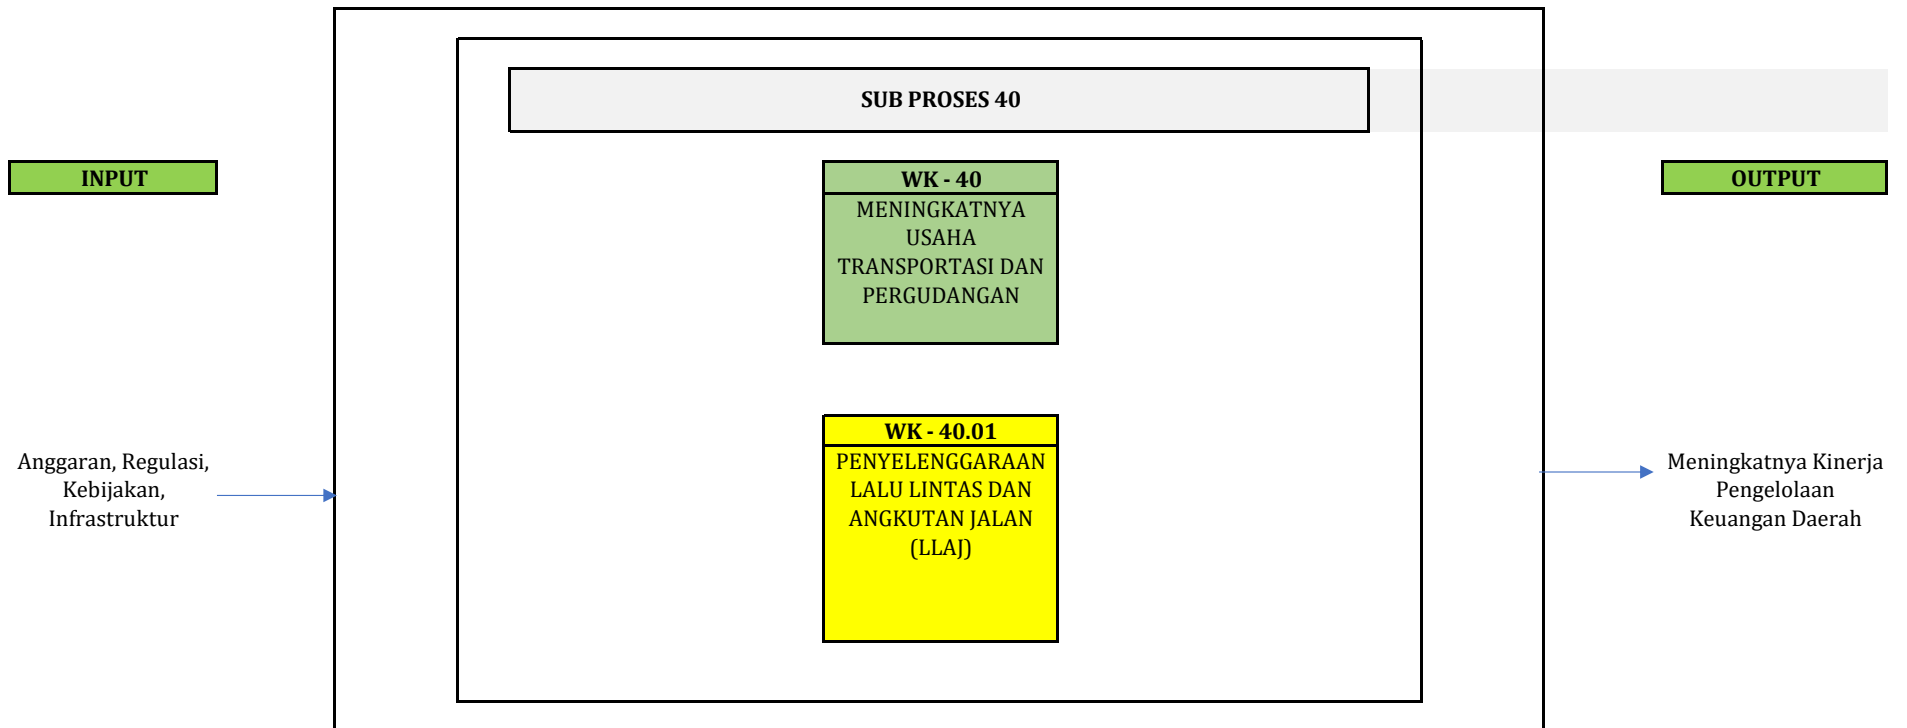 SUB PROSES 40
INPUT
WK - 40
OUTPUT
MENINGKATNYA
USAHA
TRANSPORTASI DAN
PERGUDANGAN
WK - 40.01
Anggaran, Regulasi,
Kebijakan,
Infrastruktur
PENYELENGGARAAN
LALU LINTAS DAN
ANGKUTAN JALAN
(LLAJ)
Meningkatnya Kinerja
Pengelolaan
Keuangan Daerah